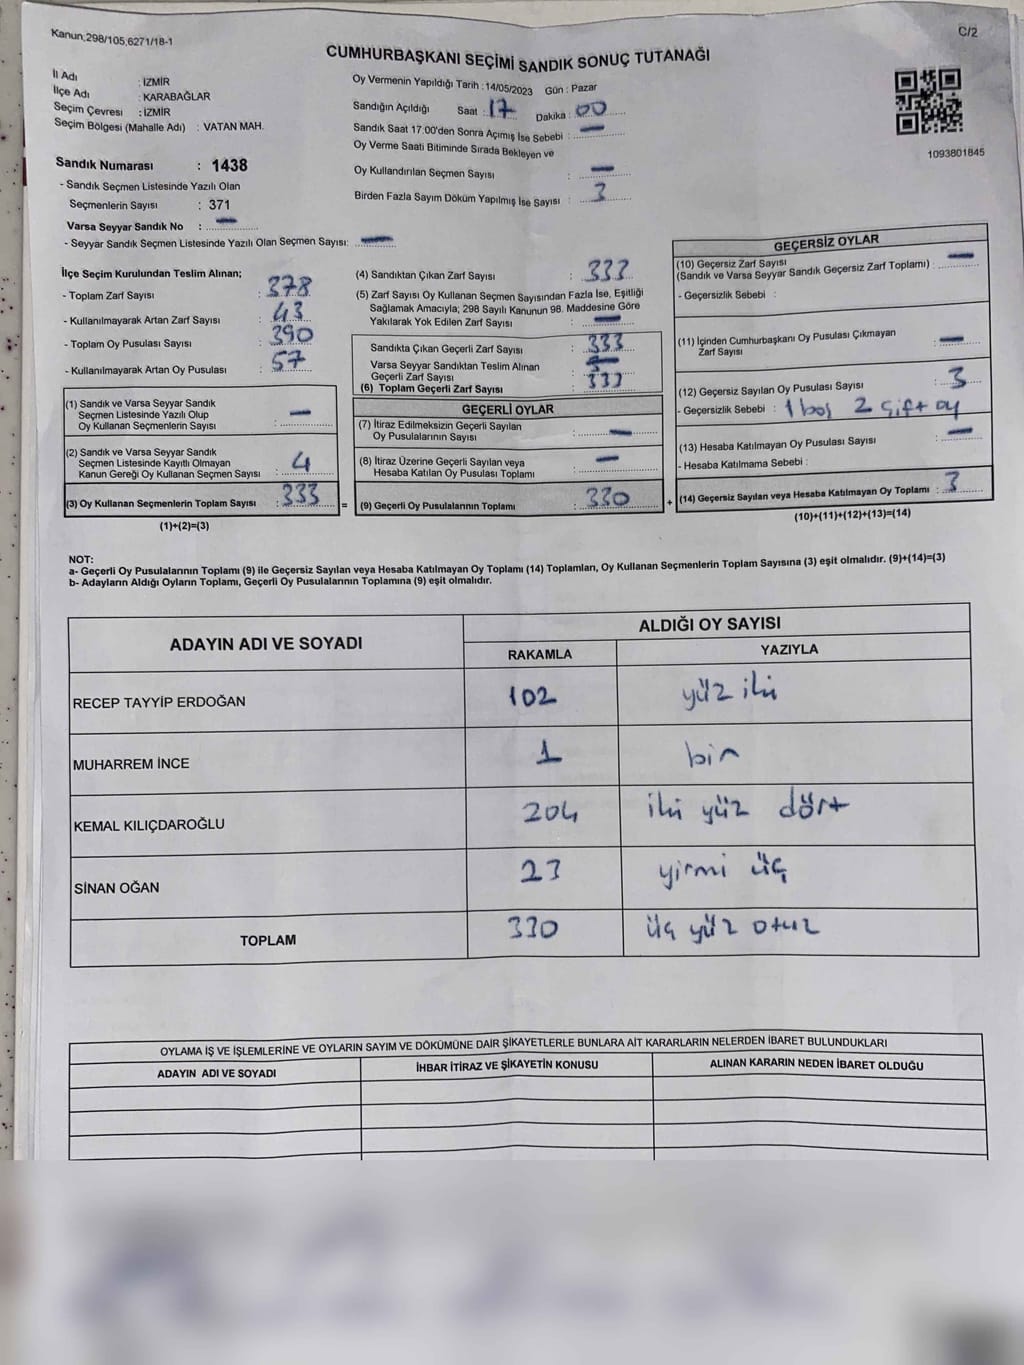 Kanun;298/105;6271/18-1
C/2
CUMHURBAŞKANI SEÇİMİ SANDIK SONUÇ TUTANAĞI
İl Adı : İZMİR
İlçe Adı : KARABAĞLAR
Seçim Çevresi : İZMİR
Seçim Bölgesi (Mahalle Adı) : VATAN MAH.
Oy Vermenin Yapıldığı Tarih : 14/05/2023 Gün : Pazar
Sandığın Açıldığı Saat : 17 Dakika : 00
Sandık Saat 17:00'den Sonra Açımış İse Sebebi : —
Oy Verme Saati Bitiminde Sırada Bekleyen ve
Oy Kullandırılan Seçmen Sayısı : —
Birden Fazla Sayım Döküm Yapılmış İse Sayısı : 3
1093801845
Sandık Numarası : 1438
- Sandık Seçmen Listesinde Yazılı Olan
Seçmenlerin Sayısı : 371
Varsa Seyyar Sandık No : —
- Seyyar Sandık Seçmen Listesinde Yazılı Olan Seçmen Sayısı: —
İlçe Seçim Kurulundan Teslim Alınan;
- Toplam Zarf Sayısı : 378
- Kullanılmayarak Artan Zarf Sayısı : 43
- Toplam Oy Pusulası Sayısı : 390
- Kullanılmayarak Artan Oy Pusulası : 57
(1) Sandık ve Varsa Seyyar Sandık
Seçmen Listesinde Yazılı Olup
Oy Kullanan Seçmenlerin Sayısı : —
(2) Sandık ve Varsa Seyyar Sandık
Seçmen Listesinde Kayıtlı Olmayan
Kanun Gereği Oy Kullanan Seçmen Sayısı : 4
(3) Oy Kullanan Seçmenlerin Toplam Sayısı : 333 =
(1)+(2)=(3)
(4) Sandıktan Çıkan Zarf Sayısı : 333
(5) Zarf Sayısı Oy Kullanan Seçmen Sayısından Fazla İse, Eşitliği
Sağlamak Amacıyla; 298 Sayılı Kanunun 98. Maddesine Göre
Yakılarak Yok Edilen Zarf Sayısı : —
Sandıkta Çıkan Geçerli Zarf Sayısı : 333
Varsa Seyyar Sandıktan Teslim Alınan
Geçerli Zarf Sayısı : —
(6) Toplam Geçerli Zarf Sayısı : 333
GEÇERLİ OYLAR
(7) İtiraz Edilmeksizin Geçerli Sayılan
Oy Pusulalarının Sayısı : —
(8) İtiraz Üzerine Geçerli Sayılan veya
Hesaba Katılan Oy Pusulası Toplamı : —
(9) Geçerli Oy Pusulalarının Toplamı : 330 +
GEÇERSİZ OYLAR
(10) Geçersiz Zarf Sayısı
(Sandık ve Varsa Seyyar Sandık Geçersiz Zarf Toplamı) : —
- Geçersizlik Sebebi :
(11) İçinden Cumhurbaşkanı Oy Pusulası Çıkmayan
Zarf Sayısı : —
(12) Geçersiz Sayılan Oy Pusulası Sayısı : 3
- Geçersizlik Sebebi : 1 boş 2 çift oy
(13) Hesaba Katılmayan Oy Pusulası Sayısı : —
- Hesaba Katılmama Sebebi :
(14) Geçersiz Sayılan veya Hesaba Katılmayan Oy Toplamı : 3
(10)+(11)+(12)+(13)=(14)
NOT:
a- Geçerli Oy Pusulalarının Toplamı (9) ile Geçersiz Sayılan veya Hesaba Katılmayan Oy Toplamı (14) Toplamları, Oy Kullanan Seçmenlerin Toplam Sayısına (3) eşit olmalıdır. (9)+(14)=(3)
b- Adayların Aldığı Oyların Toplamı, Geçerli Oy Pusulalarının Toplamına (9) eşit olmalıdır.
ADAYIN ADI VE SOYADI
ALDIĞI OY SAYISI
RAKAMLA YAZIYLA
RECEP TAYYİP ERDOĞAN 102 yüz iki
MUHARREM İNCE 1 bir
KEMAL KILIÇDAROĞLU 204 iki yüz dört
SİNAN OĞAN 23 yirmi üç
TOPLAM 330 üç yüz otuz
OYLAMA İŞ VE İŞLEMLERİNE VE OYLARIN SAYIM VE DÖKÜMÜNE DAİR ŞİKAYETLERLE BUNLARA AİT KARARLARIN NELERDEN İBARET BULUNDUKLARI
ADAYIN ADI VE SOYADI İHBAR İTİRAZ VE ŞİKAYETİN KONUSU ALINAN KARARIN NEDEN İBARET OLDUĞU